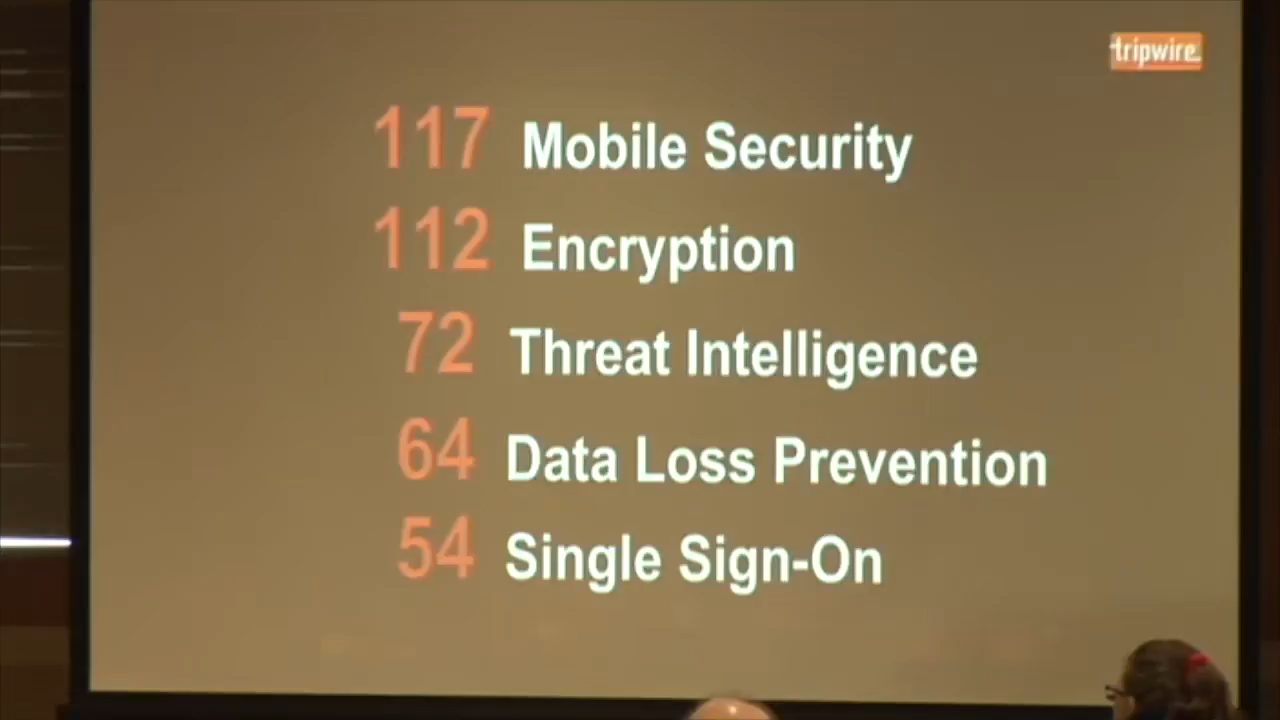 tripwire
117 Mobile Security
112 Encryption
72 Threat Intelligence
64 Data Loss Prevention
54 Single Sign-On